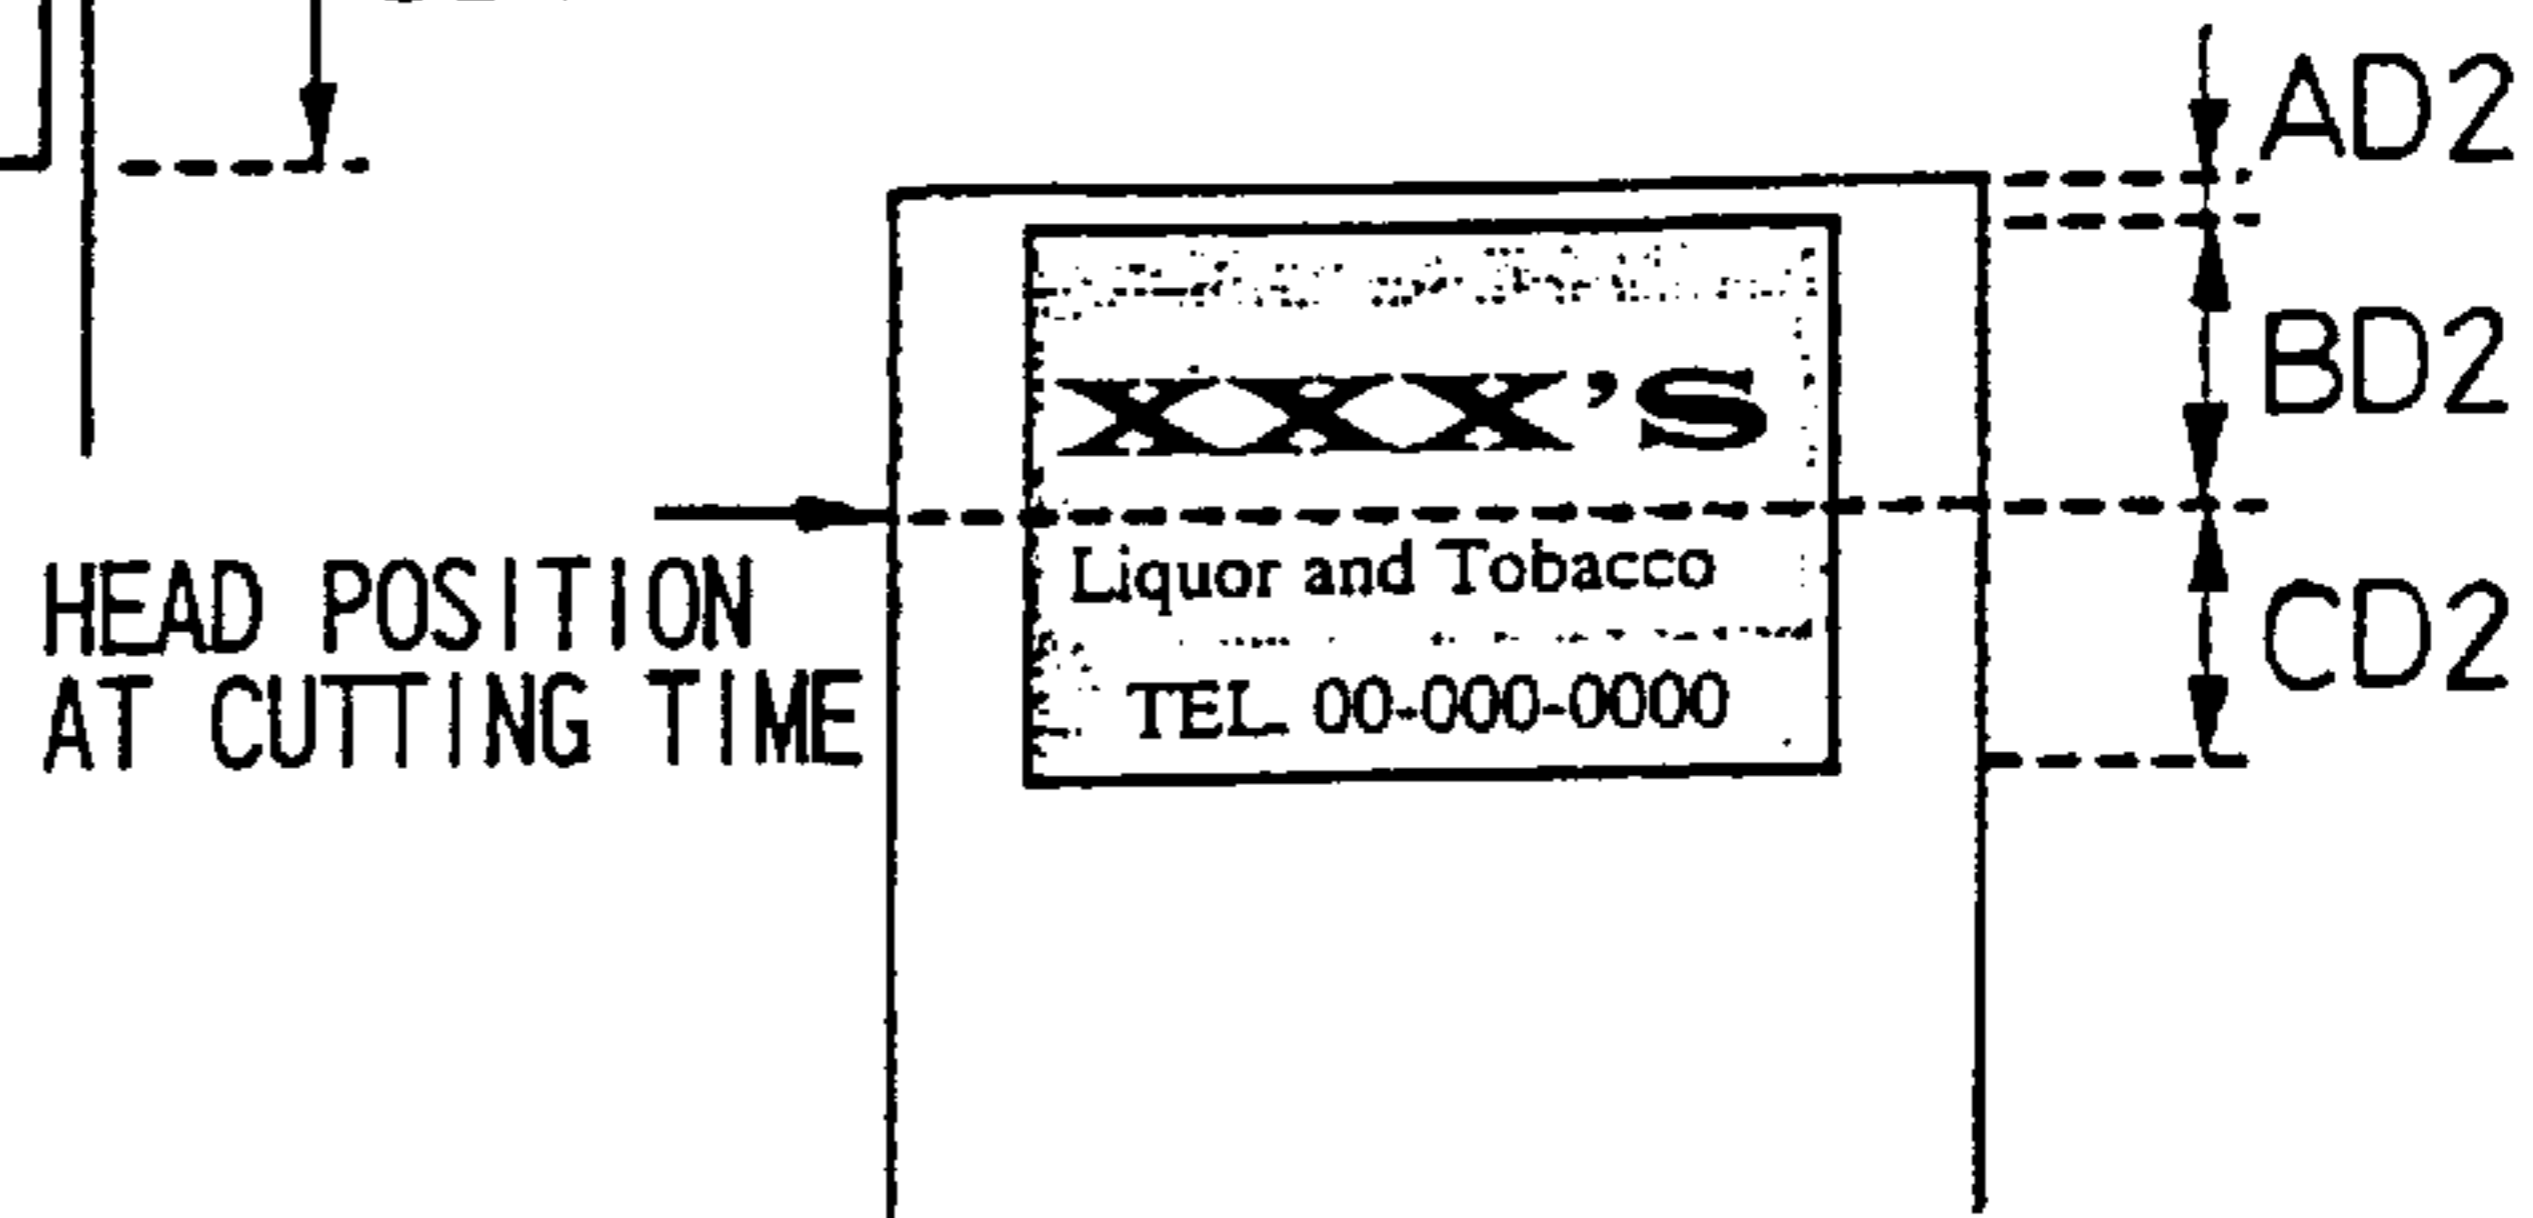 AD2
XXX'S
BD2
HEAD POSITION
AT CUTTING TIME
Liquor and Tobacco
CD2
TEL. 00-000-0000